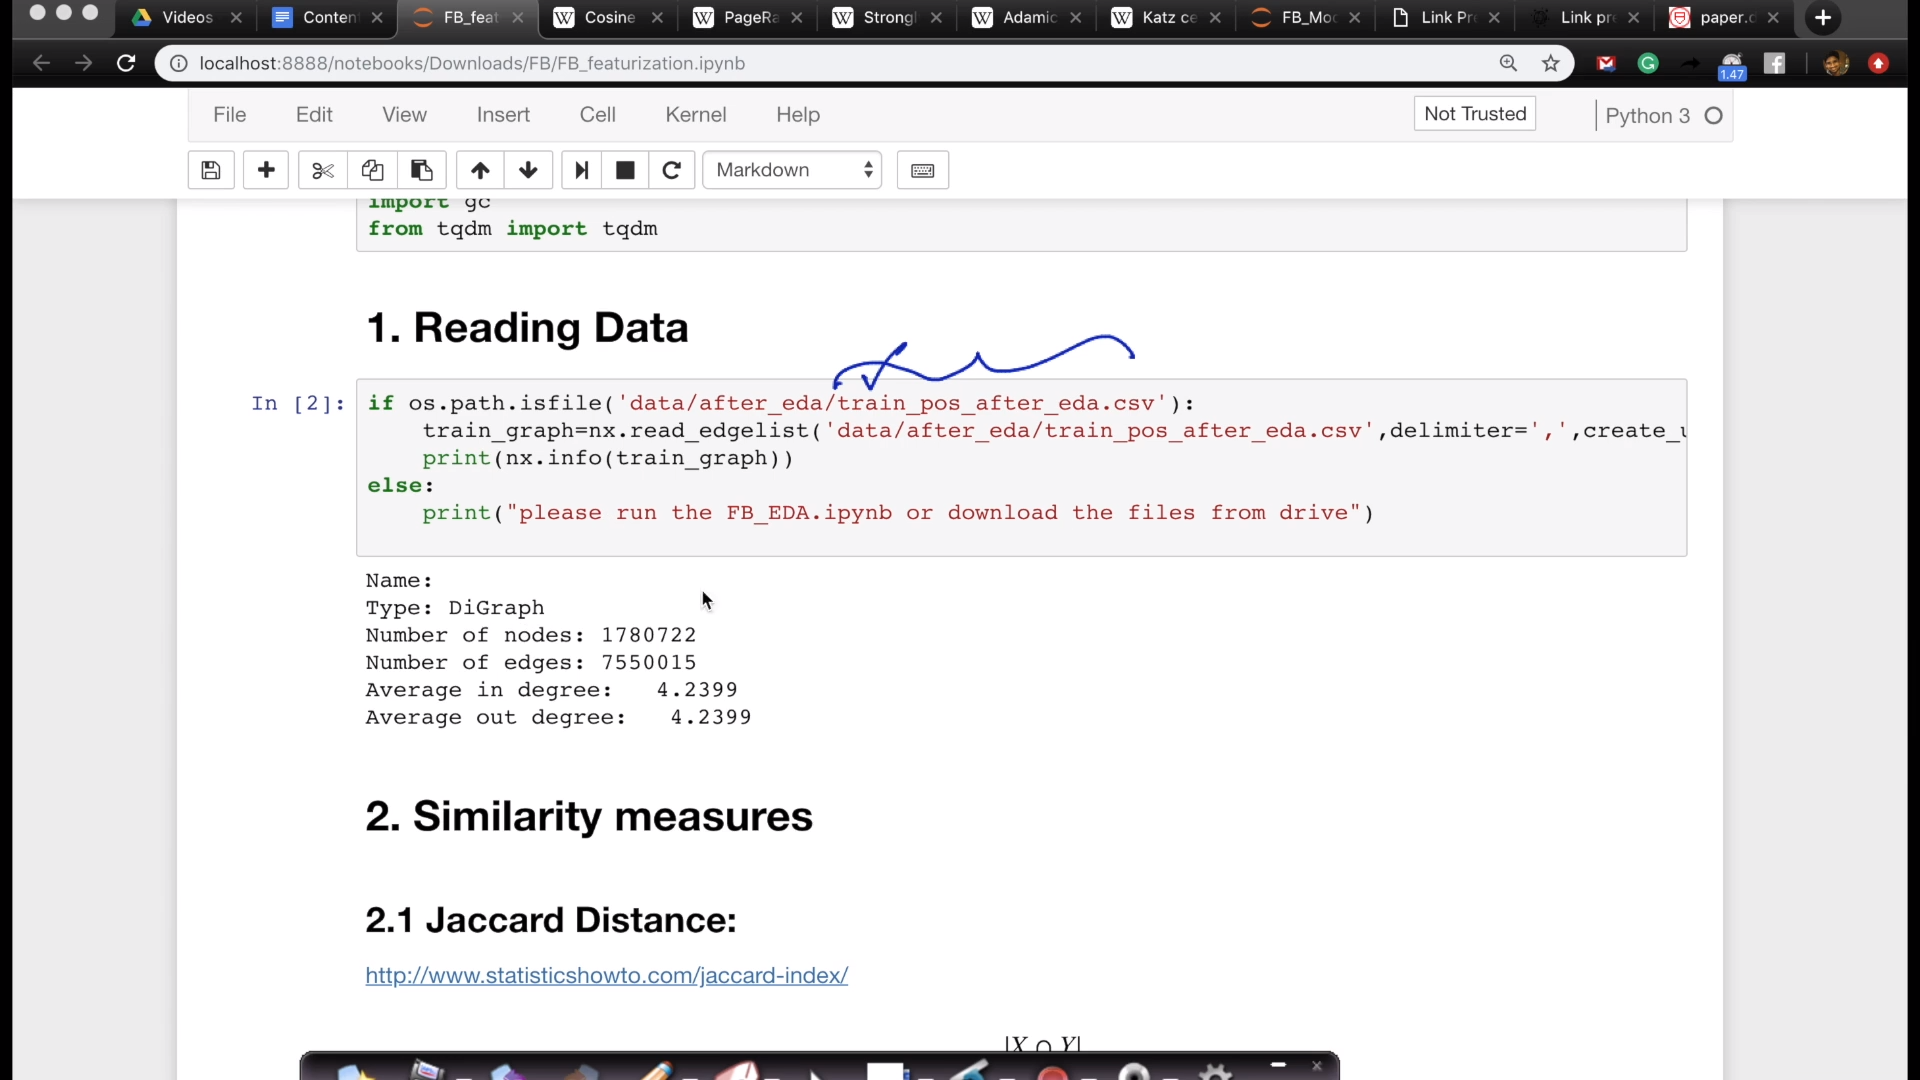 Videos
Conten
FB_feat
Cosine
PageRa
Strongl
Adamic
Katz ce
FB_Mod
Link Pr
Link pre
paper.d
localhost:8888/notebooks/Downloads/FB/FB_featurization.ipynb
1.47
File Edit View Insert Cell Kernel Help
Not Trusted
Python 3
Markdown
import gc
from tqdm import tqdm
1. Reading Data
In [2]:
if os.path.isfile('data/after_eda/train_pos_after_eda.csv'):
train_graph=nx.read_edgelist('data/after_eda/train_pos_after_eda.csv',delimiter=',',create_u
print(nx.info(train_graph))
else:
print("please run the FB_EDA.ipynb or download the files from drive")
Name:
Type: DiGraph
Number of nodes: 1780722
Number of edges: 7550015
Average in degree: 4.2399
Average out degree: 4.2399
2. Similarity measures
2.1 Jaccard Distance:
http://www.statisticshowto.com/jaccard-index/
|X ∩ Y|